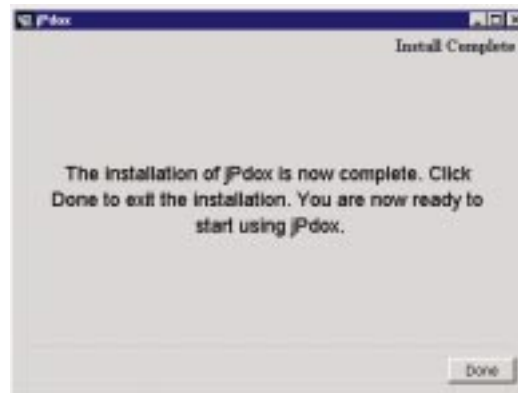 jPdox
Install Complete
The installation of jPdox is now complete. Click
Done to exit the installation. You are now ready to
start using jPdox.
Done